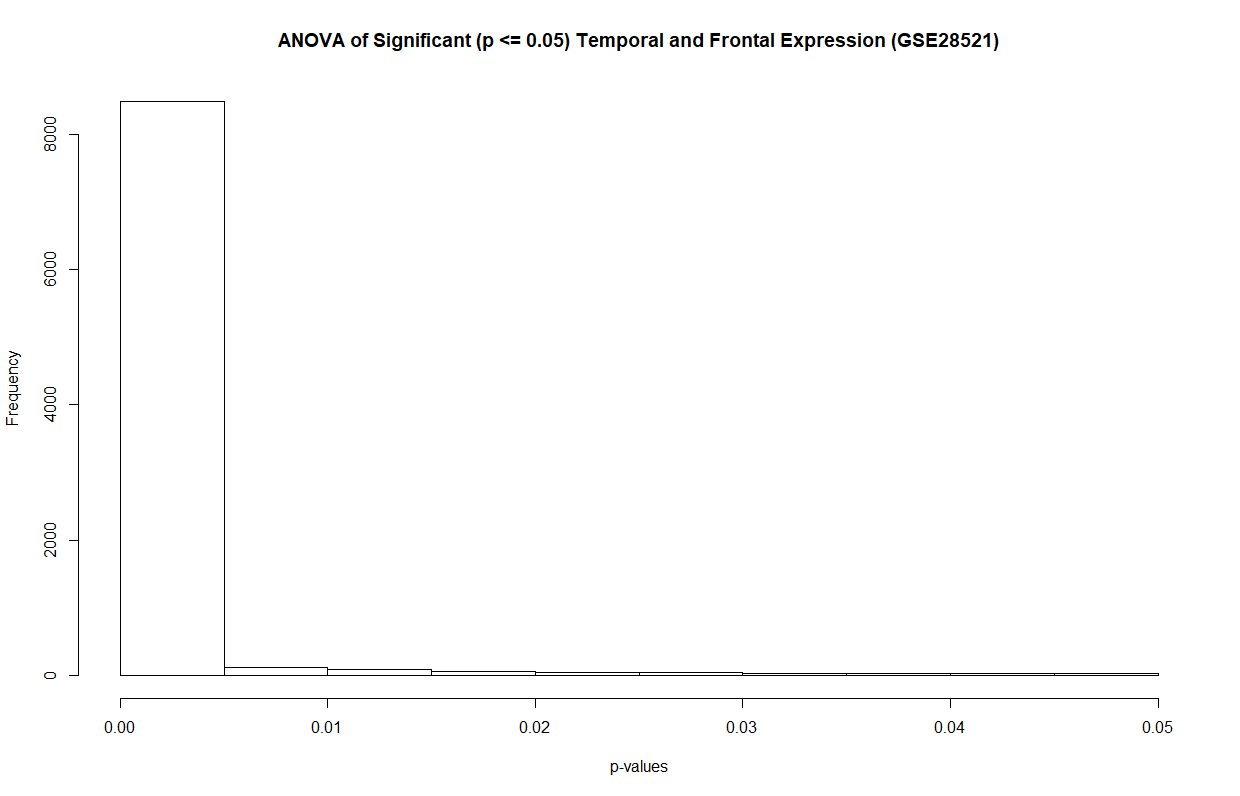 ANOVA of Significant (p <= 0.05) Temporal and Frontal Expression (GSE28521)
Frequency
8000
6000
4000
2000
0
0.00 0.01 0.02 0.03 0.04 0.05
p-values